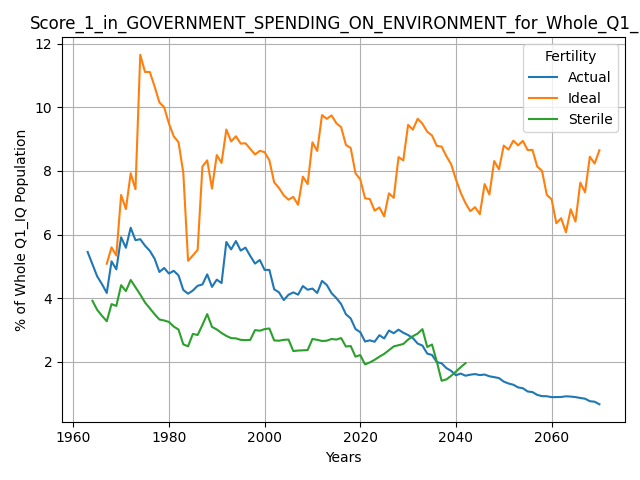 Score_1_in_GOVERNMENT_SPENDING_ON_ENVIRONMENT_for_Whole_Q1_
12
10
8
6
4
2
% of Whole Q1_IQ Population
Fertility
Actual
Ideal
Sterile
1960
1980
2000
2020
2040
2060
Years